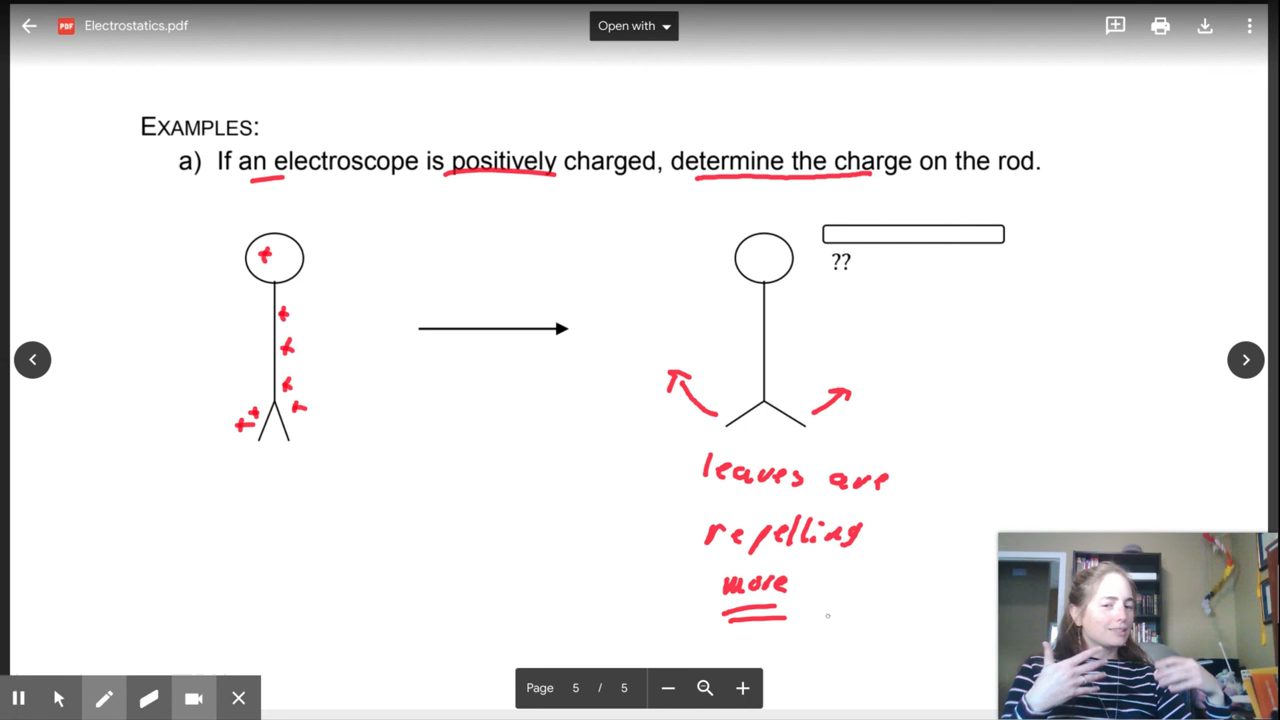 PDF Electrostatics.pdf
Open with
EXAMPLES:
a) If an electroscope is positively charged, determine the charge on the rod.
+
+
+
+
+
+
+
??
leaves are
repelling
more
Page 5 / 5